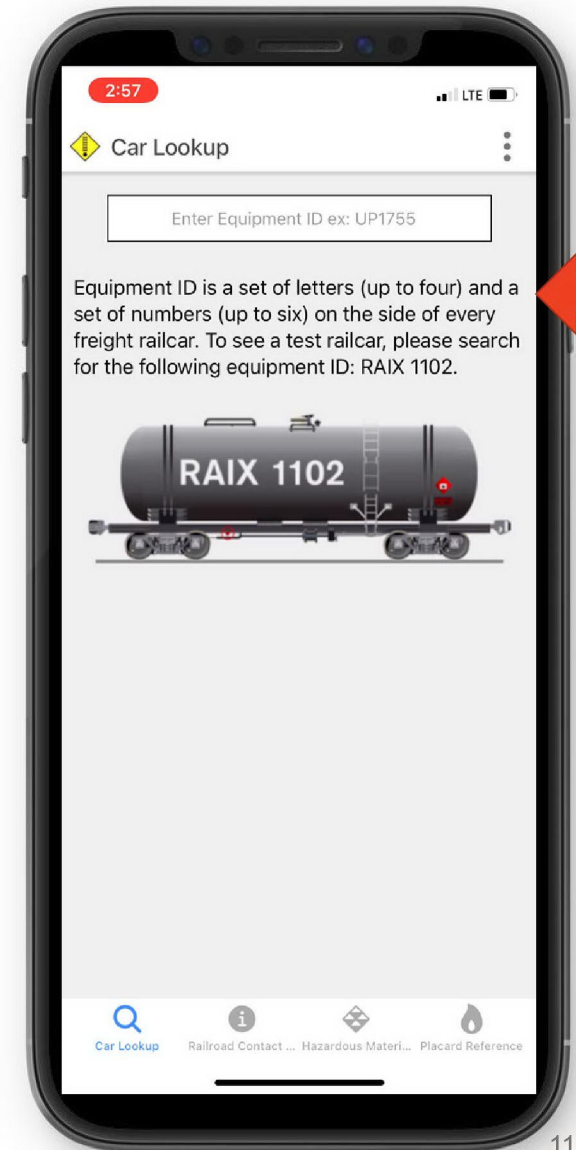 2:57
LTE
Car Lookup
Enter Equipment ID ex: UP1755
Equipment ID is a set of letters (up to four) and a
set of numbers (up to six) on the side of every
freight railcar. To see a test railcar, please search
for the following equipment ID: RAIX 1102.
RAIX 1102
Car Lookup
Railroad Contact ...
Hazardous Materi...
Placard Reference
11